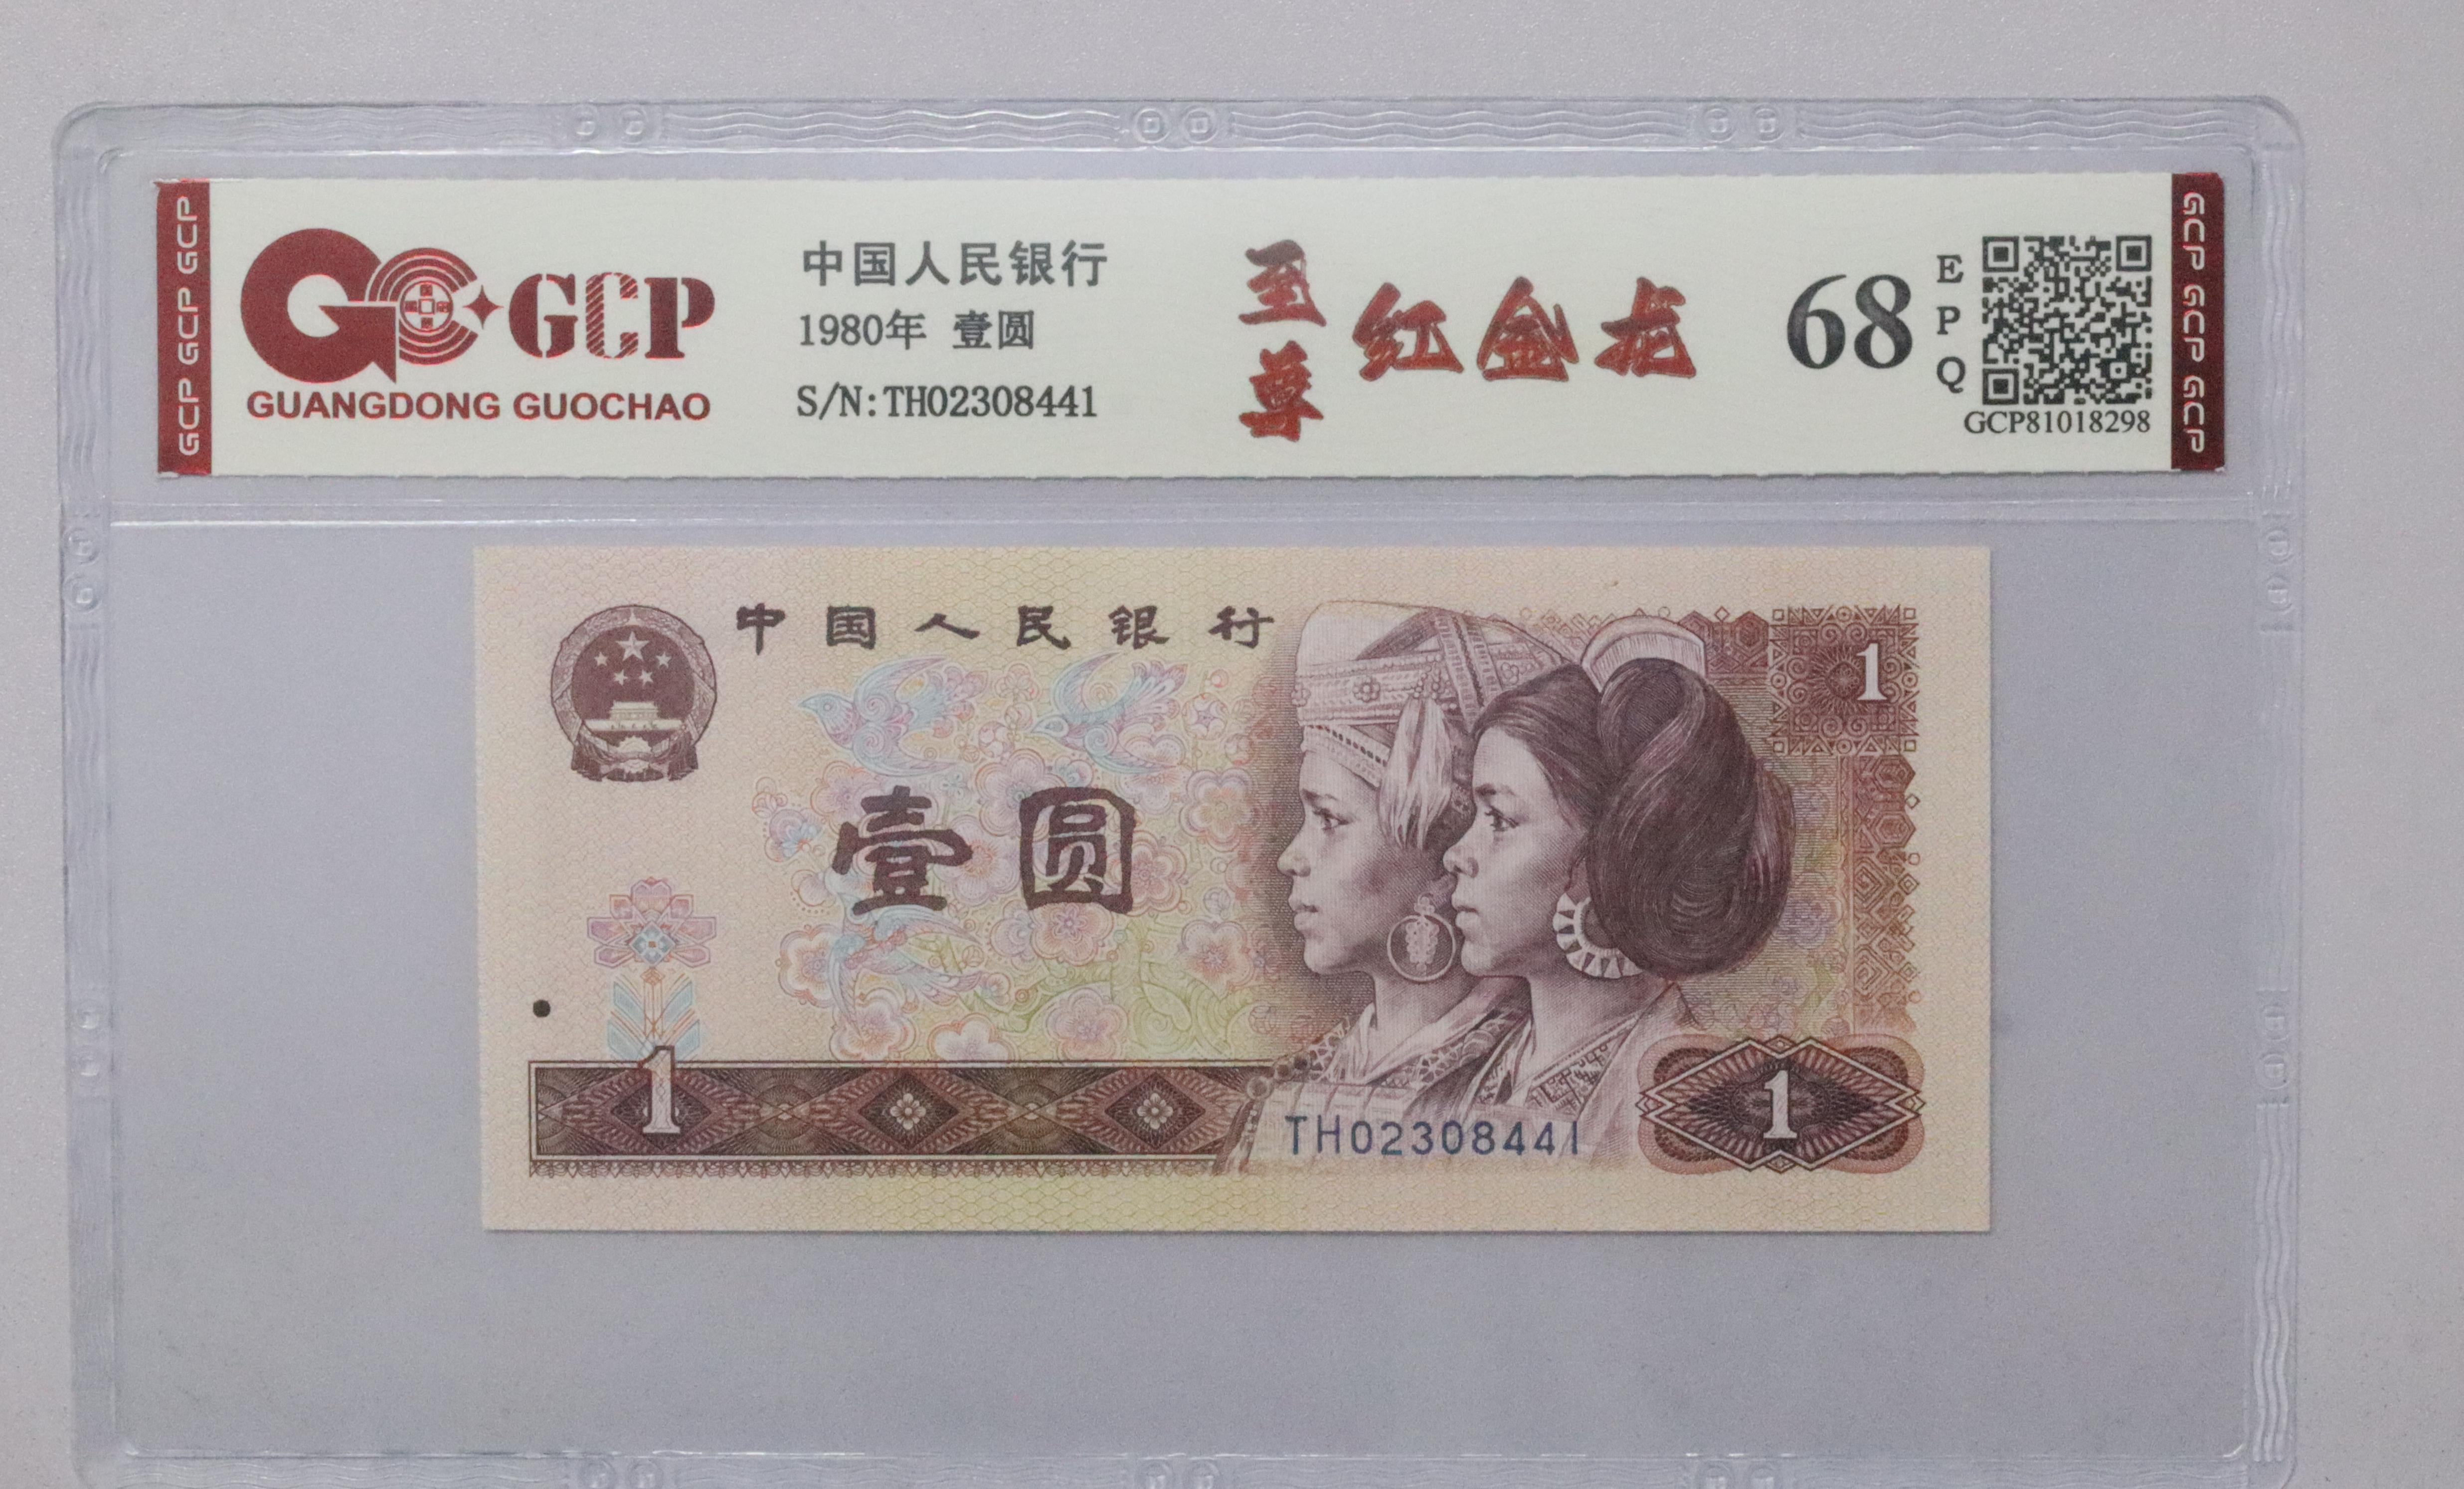 GCP GCP GCP
GCP
GUANGDONG GUOCHAO
中国人民银行
1980年 壹圆
S/N:TH02308441
至尊
红金龙
68
EPQ
GCP81018298
GCP GCP GCP
中国人民银行
1
壹圆
1
TH02308441
1